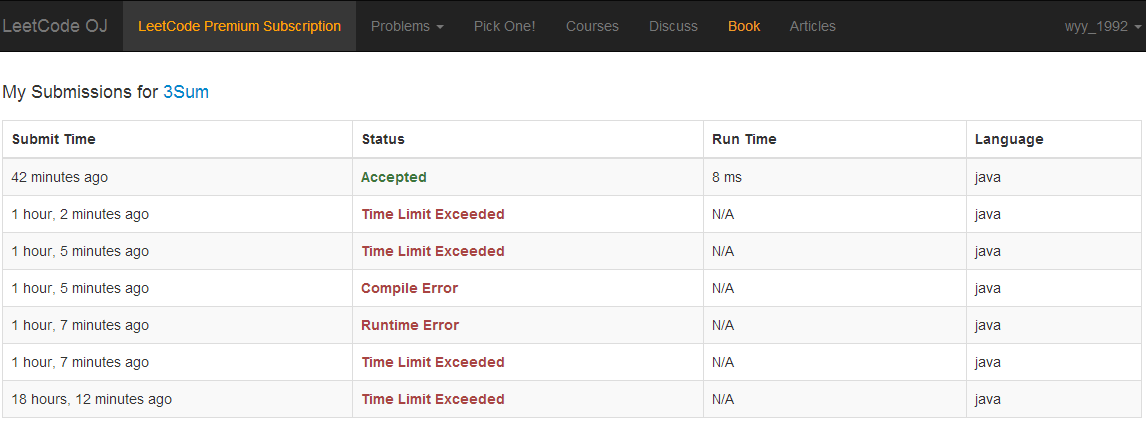 LeetCode OJ LeetCode Premium Subscription Problems Pick One! Courses Discuss Book Articles wyy_1992
My Submissions for 3Sum
Submit Time Status Run Time Language
42 minutes ago Accepted 8 ms java
1 hour, 2 minutes ago Time Limit Exceeded N/A java
1 hour, 5 minutes ago Time Limit Exceeded N/A java
1 hour, 5 minutes ago Compile Error N/A java
1 hour, 7 minutes ago Runtime Error N/A java
1 hour, 7 minutes ago Time Limit Exceeded N/A java
18 hours, 12 minutes ago Time Limit Exceeded N/A java